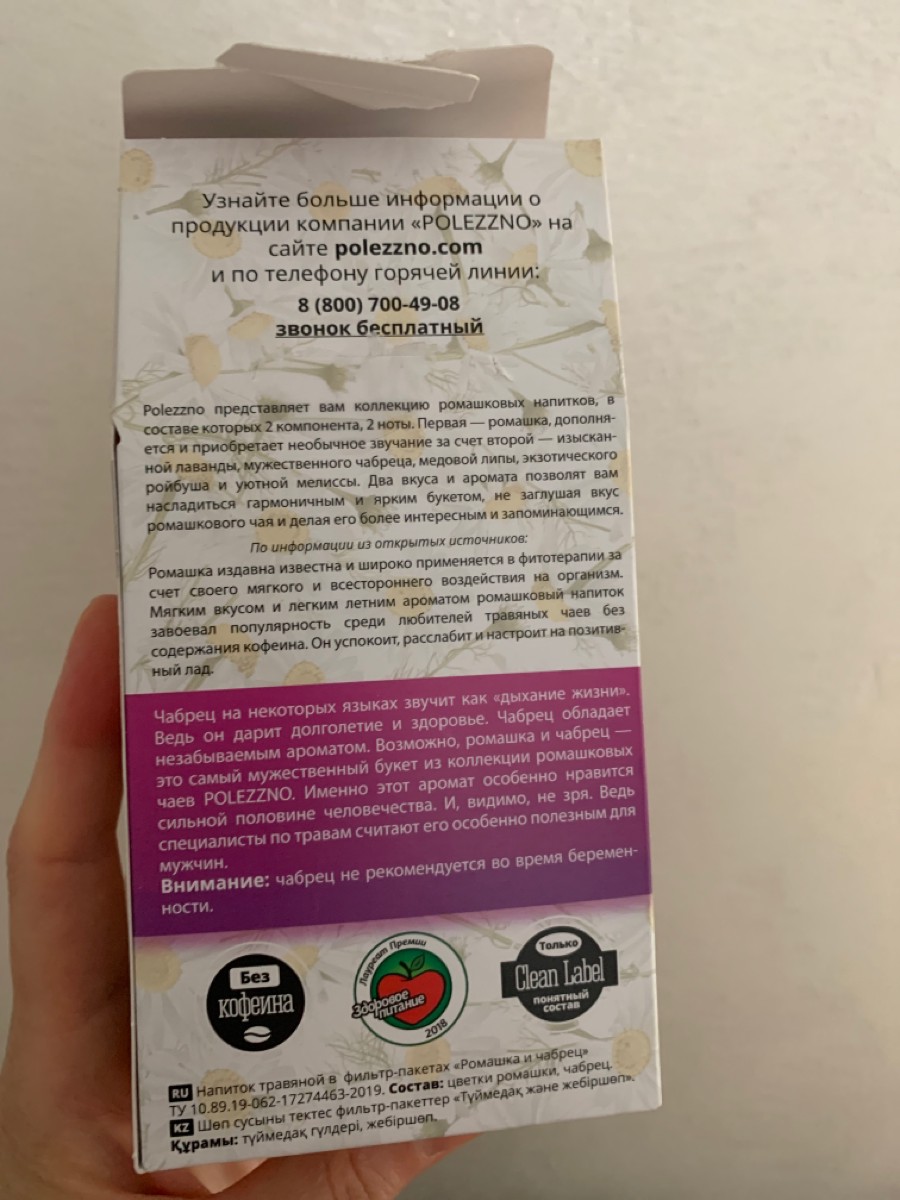 Узнайте больше информации о
продукции компании «POLEZZNO» на
сайте polezzno.com
и по телефону горячей линии:
8 (800) 700-49-08
звонок бесплатный
Polezzno представляет вам коллекцию ромашковых напитков, в
составе которых 2 компонента, 2 ноты. Первая — ромашка, дополня-
ется и приобретает необычное звучание за счет второй — изыскан-
ной лаванды, мужественного чабреца, медовой липы, экзотического
ройбуша и уютной мелиссы. Два вкуса и аромата позволят вам
насладиться гармоничным и ярким букетом, не заглушая вкус
ромашкового чая и делая его более интересным и запоминающимся.
По информации из открытых источников:
Ромашка издавна известна и широко применяется в фитотерапии за
счет своего мягкого и всестороннего воздействия на организм.
Мягким вкусом и легким летним ароматом ромашковый напиток
завоевал популярность среди любителей травяных чаев без
содержания кофеина. Он успокоит, расслабит и настроит на позитив-
ный лад.
Чабрец на некоторых языках звучит как «дыхание жизни».
Ведь он дарит долголетие и здоровье. Чабрец обладает
незабываемым ароматом. Возможно, ромашка и чабрец —
это самый мужественный букет из коллекции ромашковых
чаев POLEZZNO. Именно этот аромат особенно нравится
сильной половине человечества. И, видимо, не зря. Ведь
специалисты по травам считают его особенно полезным для
мужчин.
Внимание: чабрец не рекомендуется во время беремен-
ности.
Без
кофеина
Лауреат Премии
Здоровое
питание
2018
Только
Clean Label
понятный
состав
RU Напиток травяной в фильтр-пакетах «Ромашка и чабрец»
ТУ 10.89.19-062-17274463-2019. Состав: цветки ромашки, чабрец.
KZ Шөп сусыны тектес фильтр-пакеттер «Түймедақ және жебіршөп».
Құрамы: түймедақ гүлдері, жебіршөп.